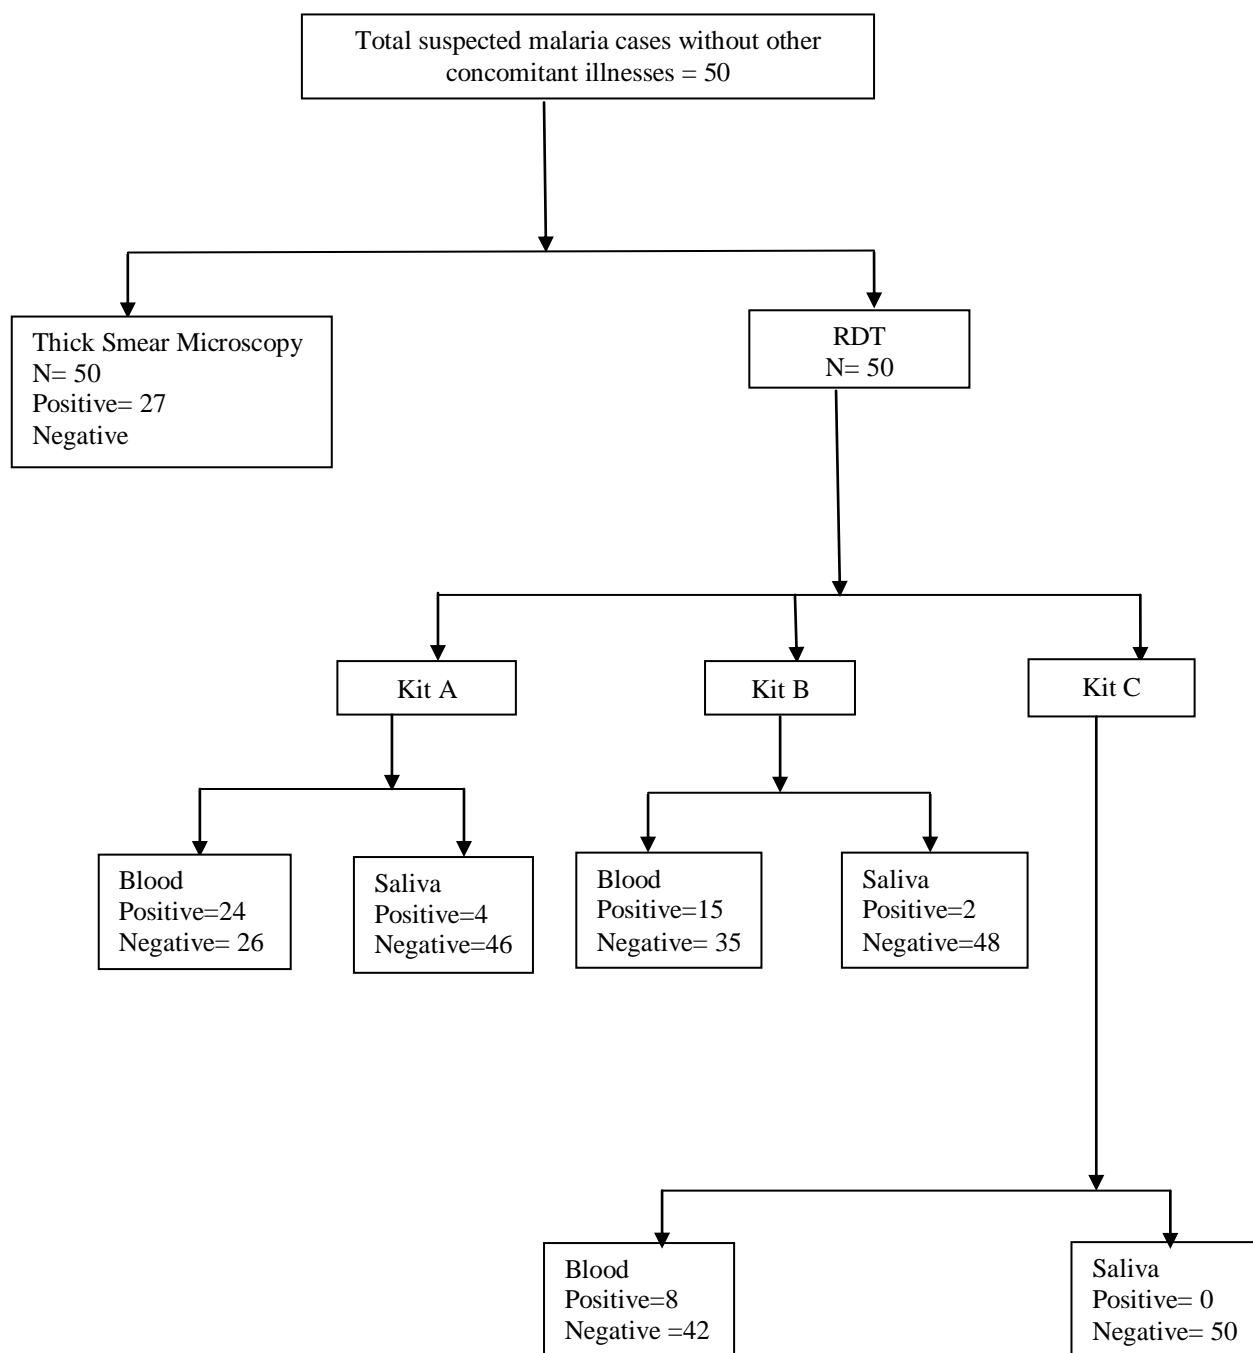 Total suspected malaria cases without other
concomitant illnesses = 50
Thick Smear Microscopy
N= 50
Positive= 27
Negative
RDT
N= 50
Kit A
Kit B
Kit C
Blood
Positive=24
Negative= 26
Saliva
Positive=4
Negative=46
Blood
Positive=15
Negative= 35
Saliva
Positive=2
Negative=48
Blood
Positive=8
Negative =42
Saliva
Positive= 0
Negative= 50